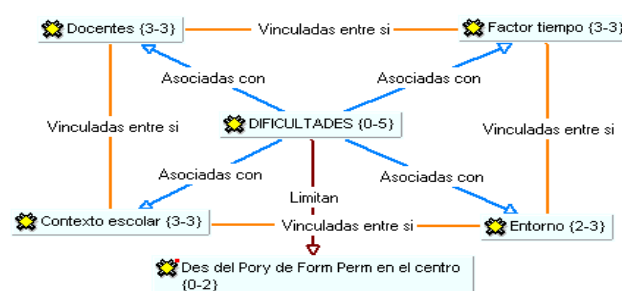 Docentes {3-3}
Vinculadas entre si
Factor tiempo {3-3}
Asociadas con
Asociadas con
Vinculadas entre si
DIFICULTADES {0-5}
Vinculadas entre si
Asociadas con
Asociadas con
Limitan
Contexto escolar {3-3}
Vinculadas entre si
Entorno {2-3}
Des del Pory de Form Perm en el centro
{0-2}